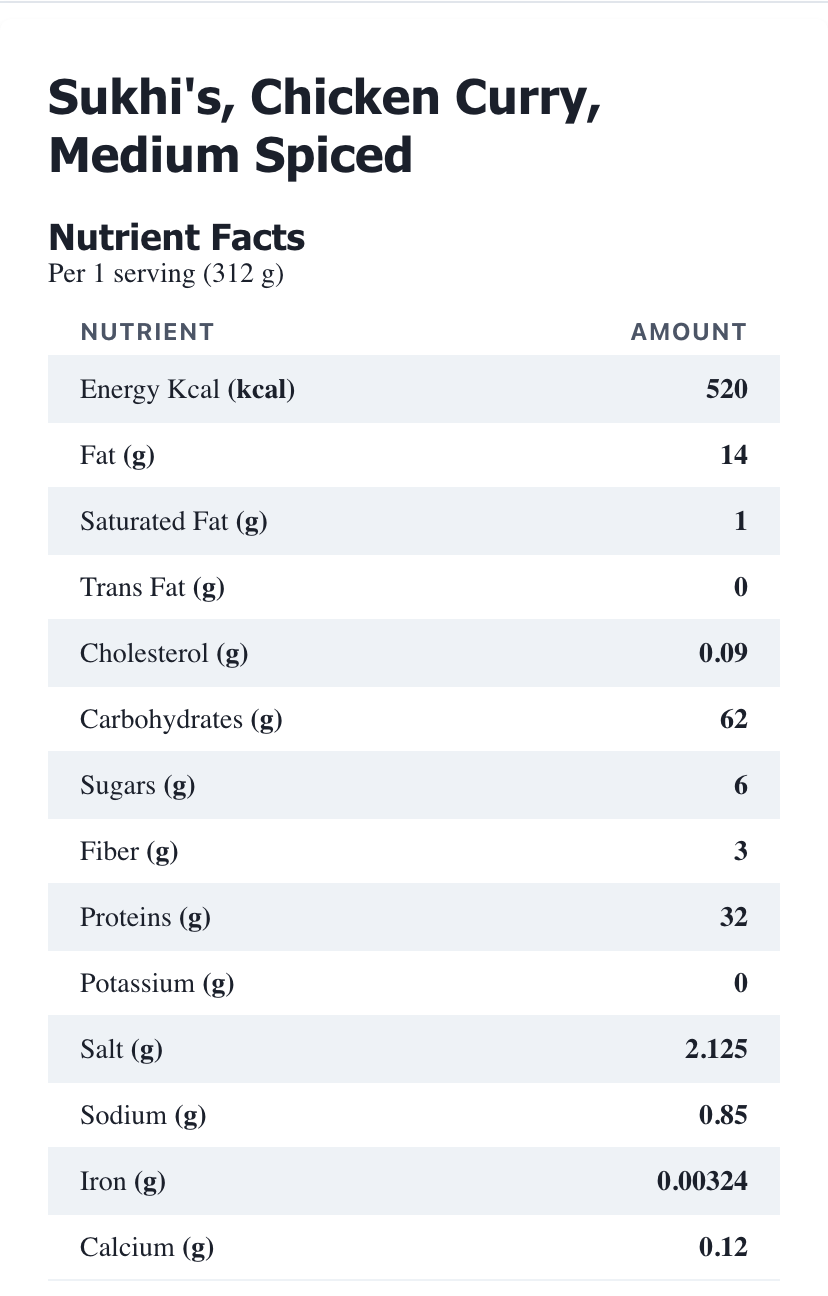 Sukhi's, Chicken Curry,
Medium Spiced
Nutrient Facts
Per 1 serving (312 g)
NUTRIENT AMOUNT
Energy Kcal (kcal) 520
Fat (g) 14
Saturated Fat (g) 1
Trans Fat (g) 0
Cholesterol (g) 0.09
Carbohydrates (g) 62
Sugars (g) 6
Fiber (g) 3
Proteins (g) 32
Potassium (g) 0
Salt (g) 2.125
Sodium (g) 0.85
Iron (g) 0.00324
Calcium (g) 0.12